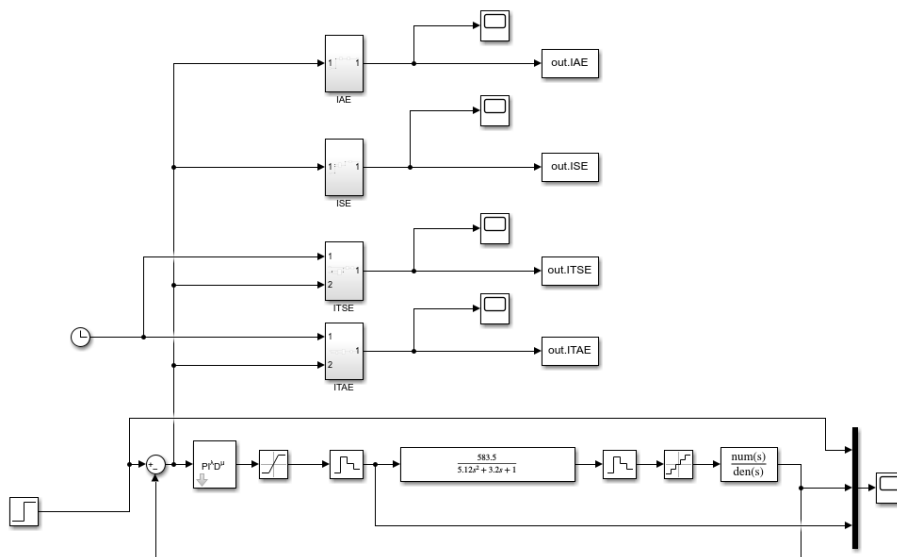 1
1
IAE
out.IAE
1
1
ISE
out.ISE
1
2
1
ITSE
out.ITSE
1
2
1
ITAE
out.ITAE
+
−
PI^λD^μ
583.5
5.12s² + 3.2s + 1
num(s)
den(s)